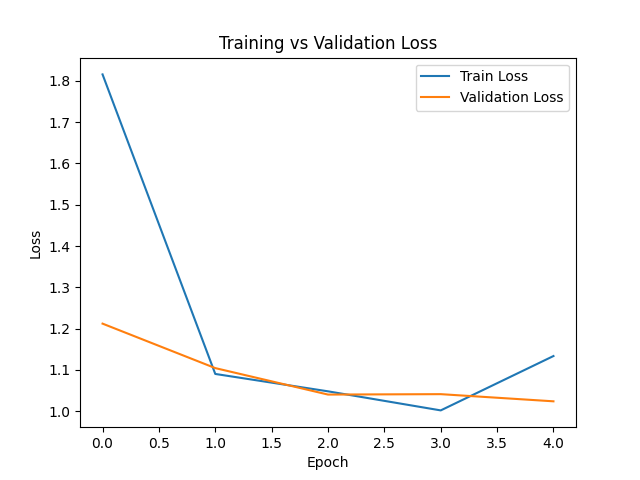 Training vs Validation Loss
Train Loss
Validation Loss
1.8
1.7
1.6
1.5
1.4
1.3
1.2
1.1
1.0
Loss
0.0 0.5 1.0 1.5 2.0 2.5 3.0 3.5 4.0
Epoch